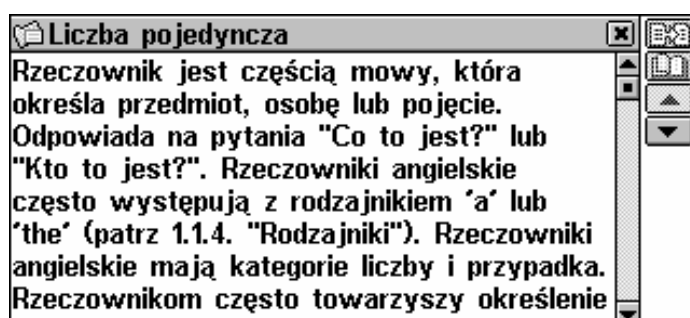 Liczba pojedyncza
Rzeczownik jest częścią mowy, która
określa przedmiot, osobę lub pojęcie.
Odpowiada na pytania "Co to jest?" lub
"Kto to jest?". Rzeczowniki angielskie
często występują z rodzajnikiem ′a′ lub
′the′ (patrz 1.1.4. "Rodzajniki"). Rzeczowniki
angielskie mają kategorie liczby i przypadka.
Rzeczownikom często towarzyszy określenie